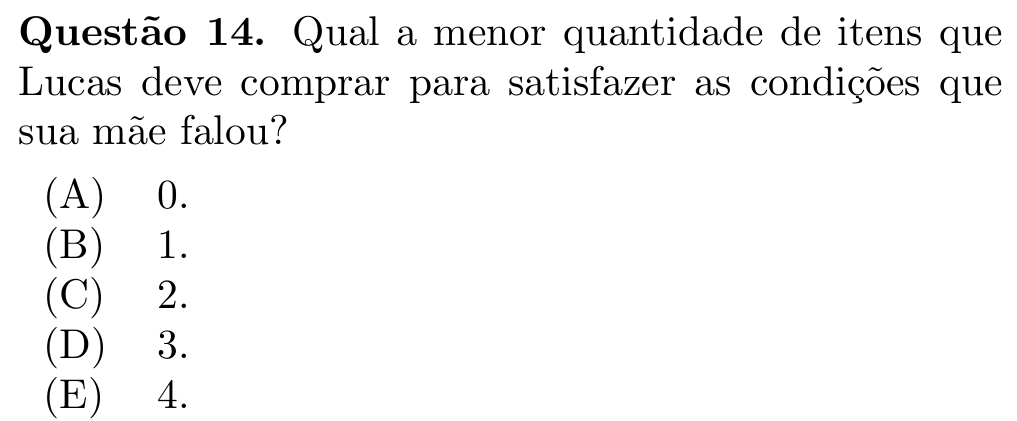 Questão 14. Qual a menor quantidade de itens que
Lucas deve comprar para satisfazer as condições que
sua mãe falou?
(A) 0.
(B) 1.
(C) 2.
(D) 3.
(E) 4.